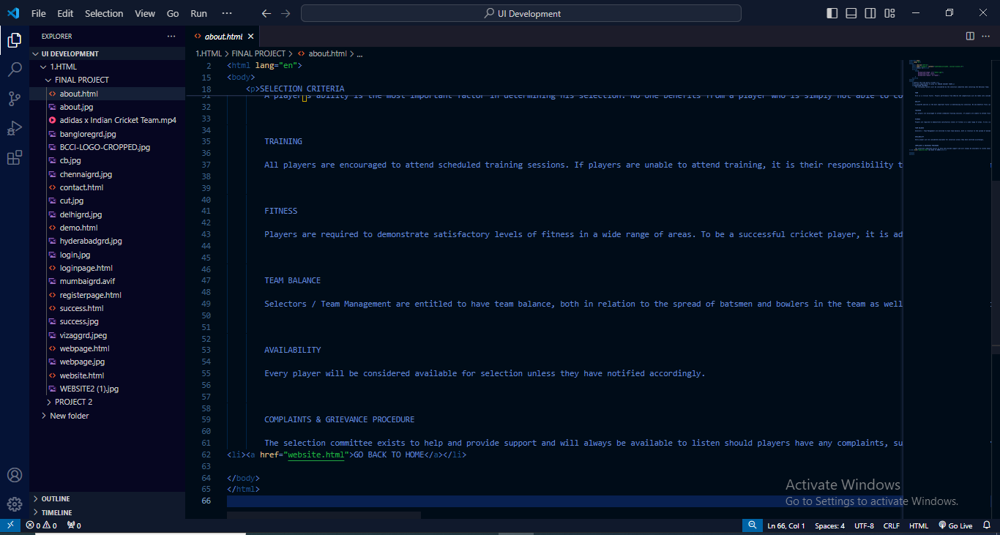 File Edit Selection View Go Run ··· UI Development
EXPLORER ···
about.html
UI DEVELOPMENT
1.HTML
FINAL PROJECT
about.html
about.jpg
adidas x Indian Cricket Team.mp4
bangloregrd.jpg
BCCI-LOGO-CROPPED.jpg
cb.jpg
chennaigrd.jpg
contact.html
cut.jpg
delhigrd.jpg
demo.html
hyderabadgrd.jpg
login.jpg
loginpage.html
mumbaigrd.avif
registerpage.html
success.html
success.jpg
vizaggrd.jpeg
webpage.html
webpage.jpg
website.html
WEBSITE2 (1).jpg
PROJECT 2
New folder
OUTLINE
TIMELINE
1.HTML > FINAL PROJECT > about.html > ...
2 <html lang="en">
15 <body>
18 <p>SELECTION CRITERIA
31 A player's ability is the most important factor in determining his selection. No one benefits from a player who is simply not able to co
32
33
34
35 TRAINING
36
37 All players are encouraged to attend scheduled training sessions. If players are unable to attend training, it is their responsibility t
38
39
40
41 FITNESS
42
43 Players are required to demonstrate satisfactory levels of fitness in a wide range of areas. To be a successful cricket player, it is ad
44
45
46
47 TEAM BALANCE
48
49 Selectors / Team Management are entitled to have team balance, both in relation to the spread of batsmen and bowlers in the team as well
50
51
52
53 AVAILABILITY
54
55 Every player will be considered available for selection unless they have notified accordingly.
56
57
58
59 COMPLAINTS & GRIEVANCE PROCEDURE
60
61 The selection committee exists to help and provide support and will always be available to listen should players have any complaints, su
62 <li><a href="website.html">GO BACK TO HOME</a></li>
63
64 </body>
65 </html>
66
Activate Windows
Go to Settings to activate Windows.
0 0 0 Ln 66, Col 1 Spaces: 4 UTF-8 CRLF HTML Go Live